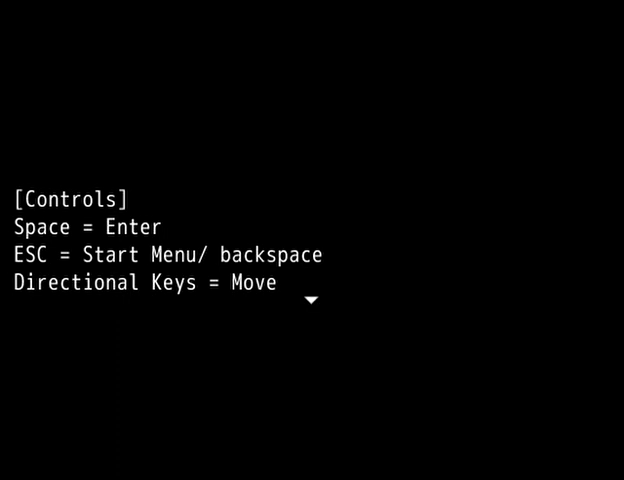 [Controls]
Space = Enter
ESC = Start Menu/ backspace
Directional Keys = Move